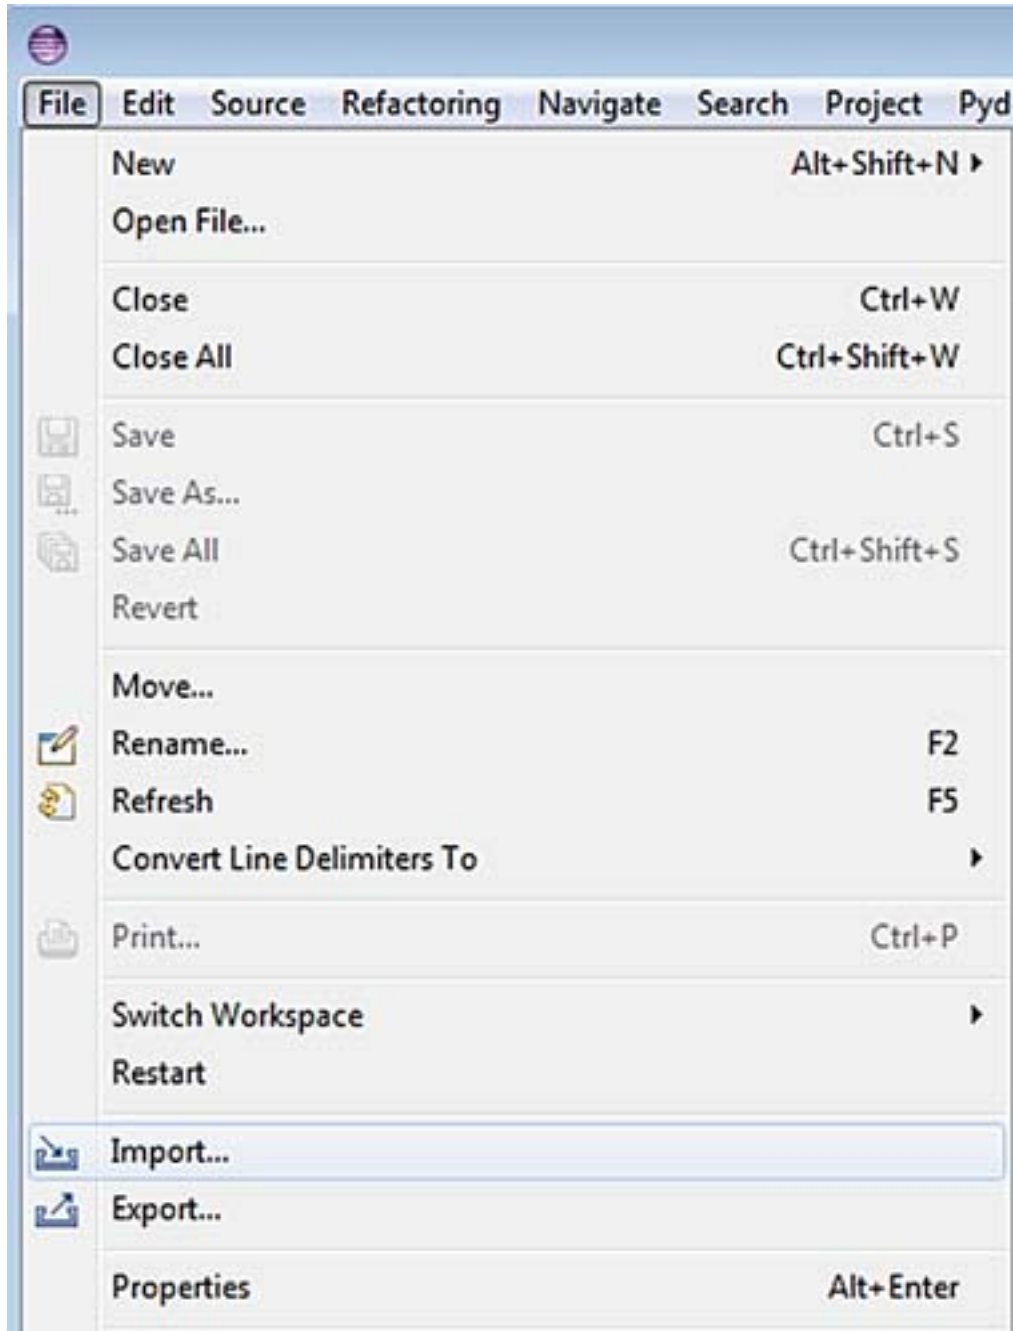 File Edit Source Refactoring Navigate Search Project Pyd
New Alt+Shift+N
Open File...
Close Ctrl+W
Close All Ctrl+Shift+W
Save Ctrl+S
Save As...
Save All Ctrl+Shift+S
Revert
Move...
Rename... F2
Refresh F5
Convert Line Delimiters To
Print... Ctrl+P
Switch Workspace
Restart
Import...
Export...
Properties Alt+Enter